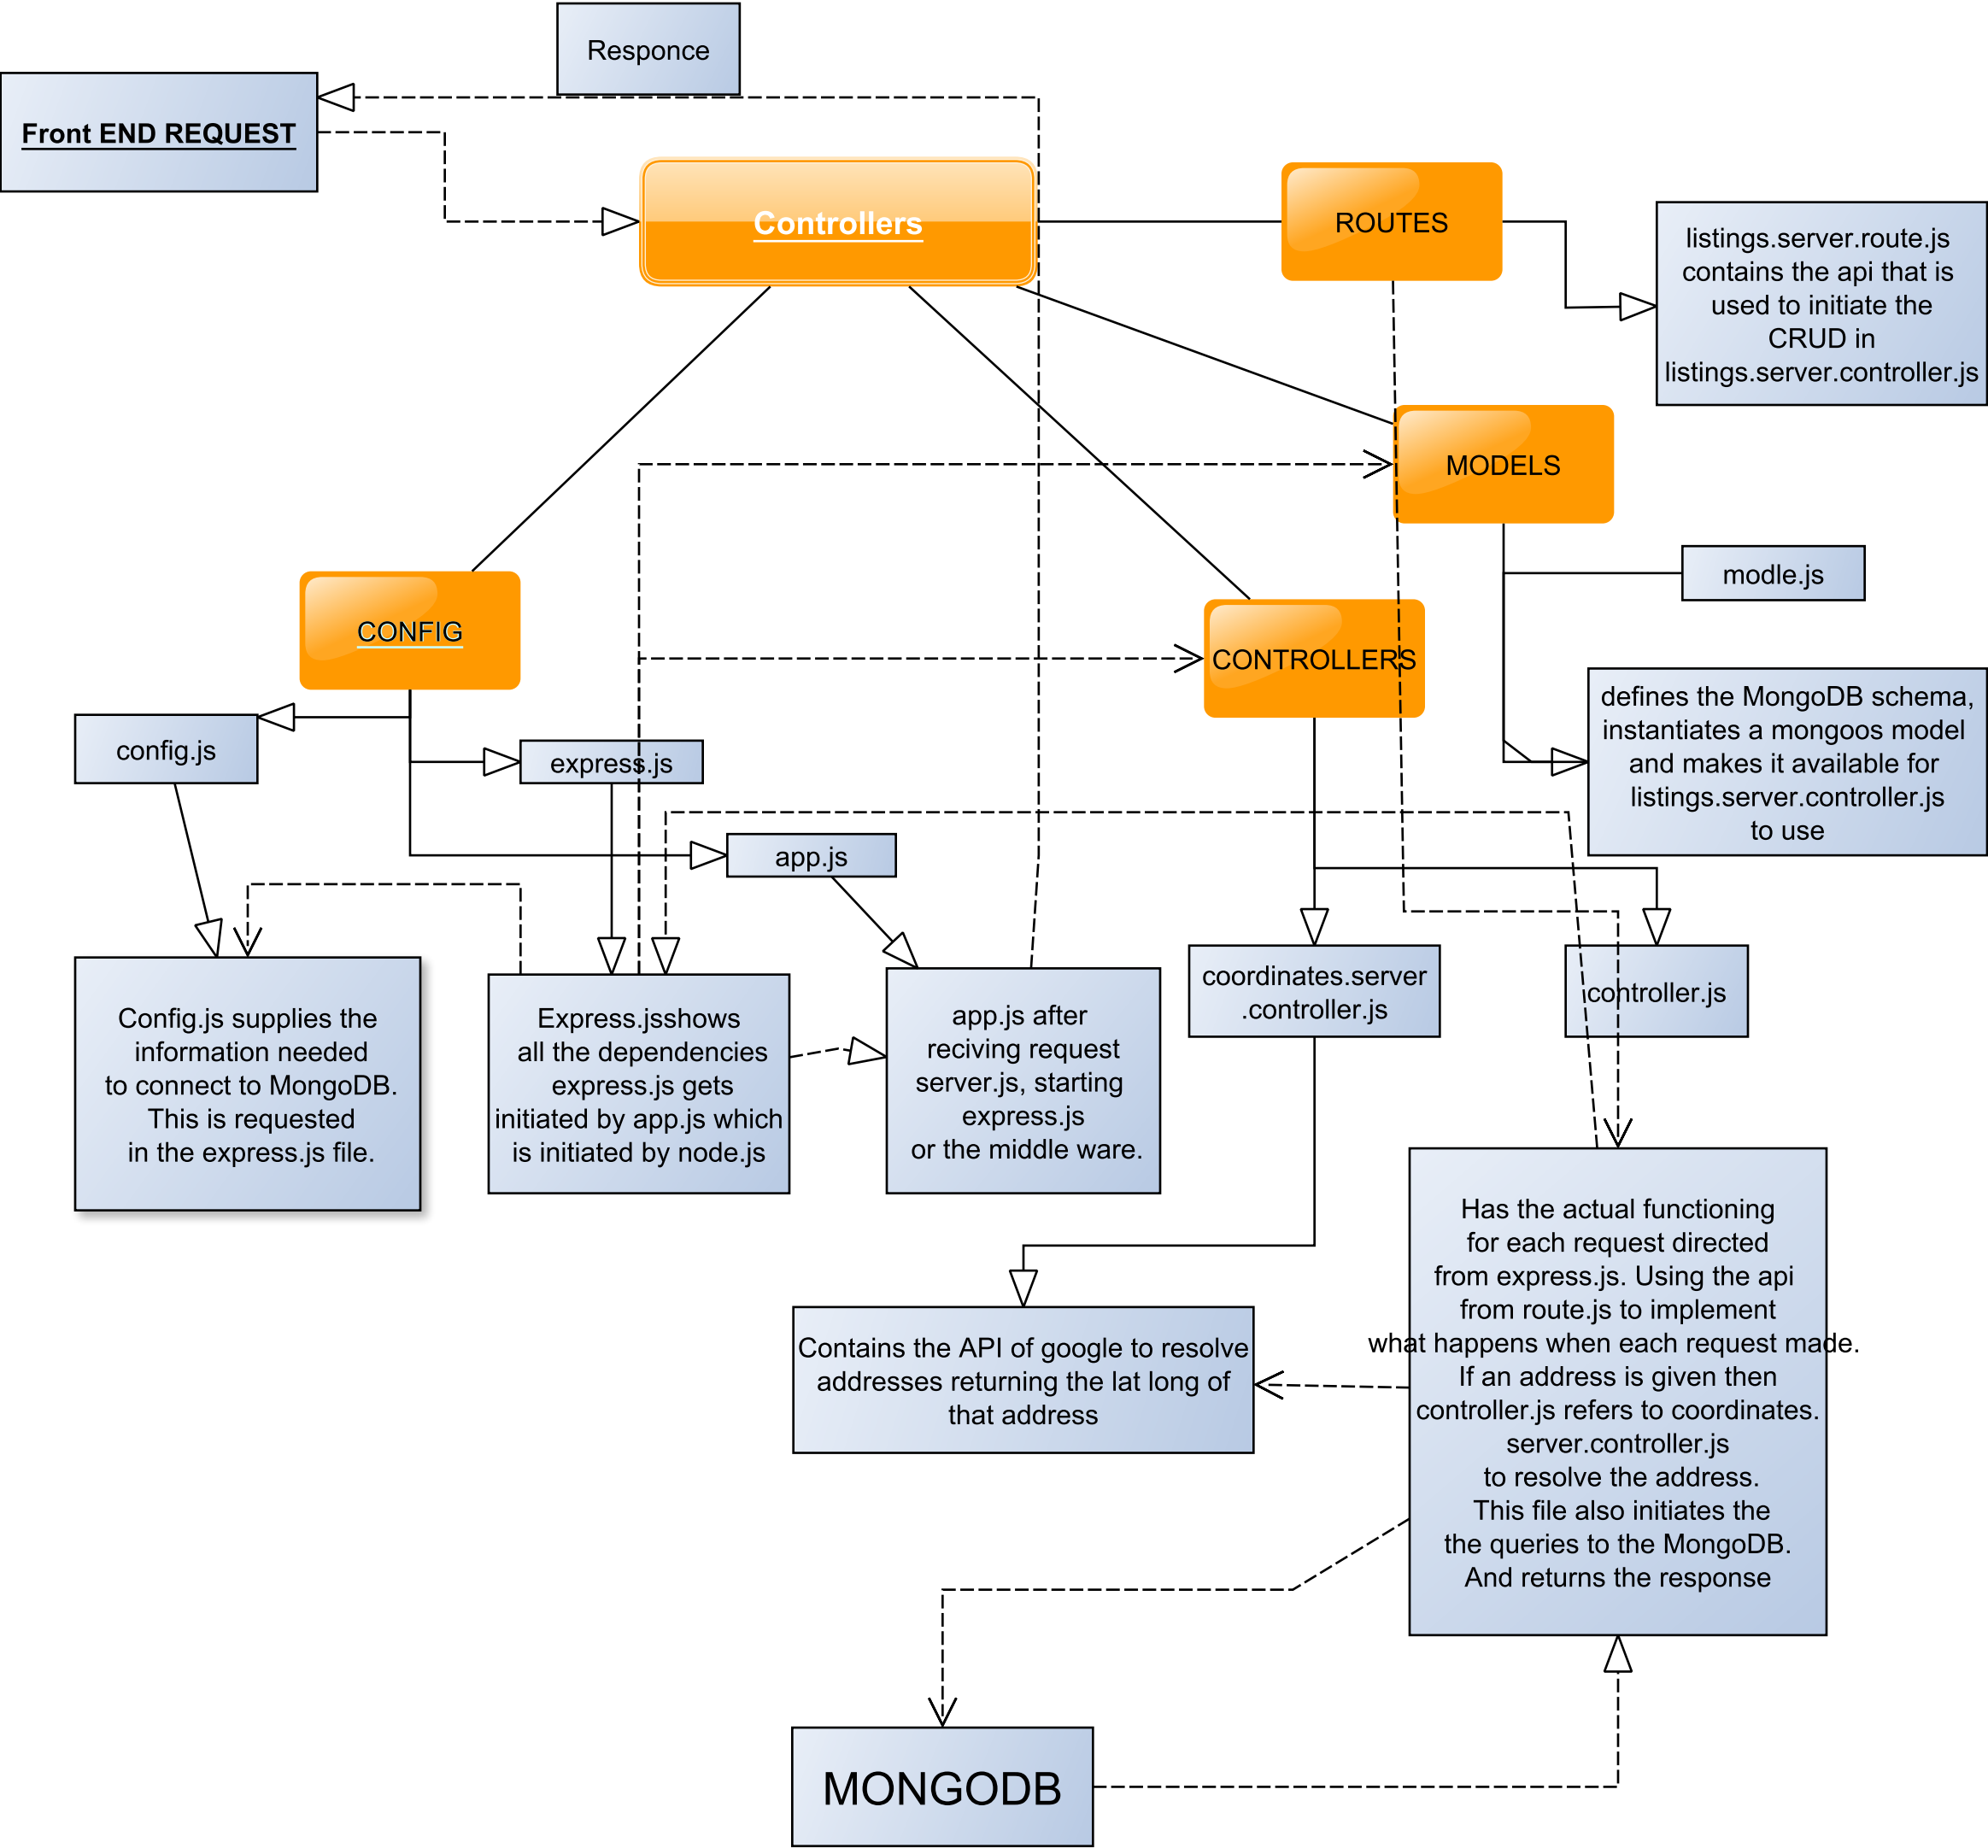 Responce
Front END REQUEST
Controllers
ROUTES
listings.server.route.js
contains the api that is
used to initiate the
CRUD in
listings.server.controller.js
MODELS
modle.js
CONFIG
CONTROLLERS
defines the MongoDB schema,
instantiates a mongoos model
and makes it available for
listings.server.controller.js
to use
config.js
express.js
app.js
coordinates.server
.controller.js
controller.js
Config.js supplies the
information needed
to connect to MongoDB.
This is requested
in the express.js file.
Express.jsshows
all the dependencies
express.js gets
initiated by app.js which
is initiated by node.js
app.js after
reciving request
server.js, starting
express.js
or the middle ware.
Has the actual functioning
for each request directed
from express.js. Using the api
from route.js to implement
what happens when each request made.
If an address is given then
controller.js refers to coordinates.
server.controller.js
to resolve the address.
This file also initiates the
the queries to the MongoDB.
And returns the response
Contains the API of google to resolve
addresses returning the lat long of
that address
MONGODB